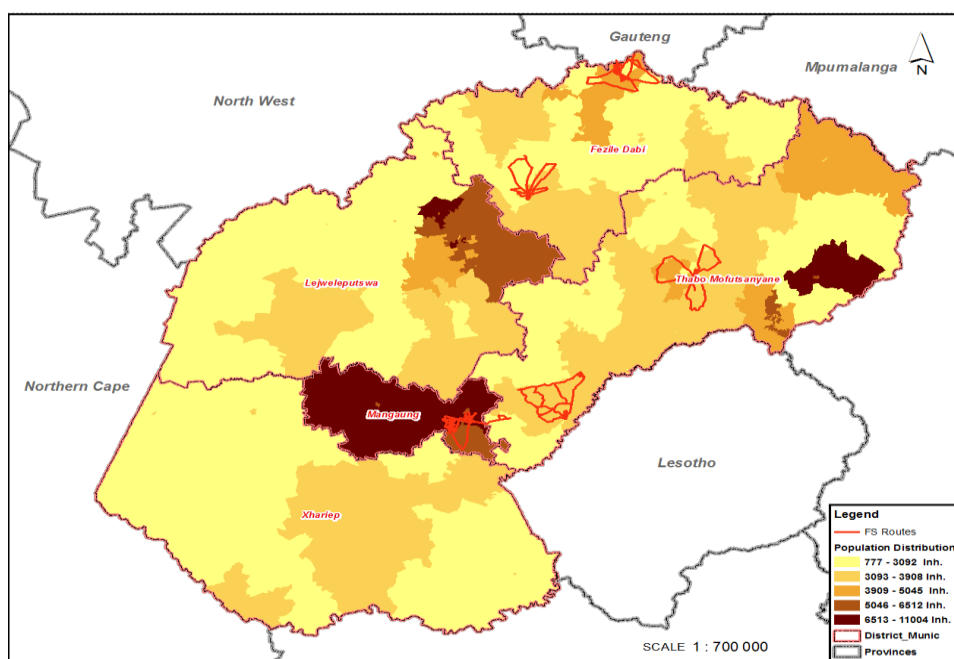 Gauteng
Mpumalanga
N
North West
Fezile Dabi
Thabo Mofutsanyane
Lejweleputswa
Northern Cape
Mangaung
Lesotho
Xhariep
Legend
FS Routes
Population Distribution
777 - 3092 Inh.
3093 - 3908 Inh.
3909 - 5045 Inh.
5046 - 6512 Inh.
6513 - 11004 Inh.
District_Munic
Provinces
SCALE 1 : 700 000